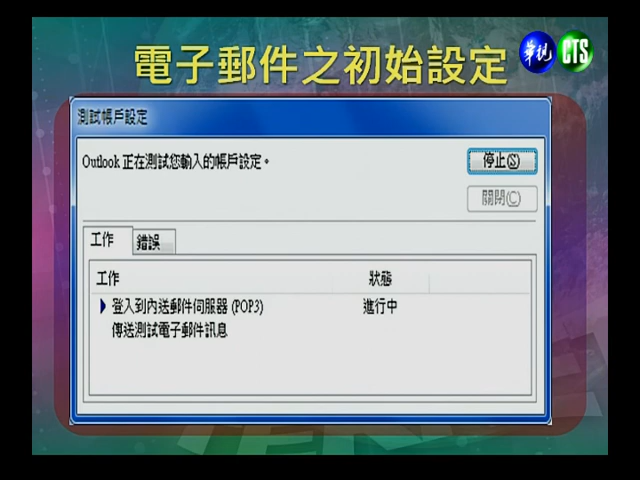 電子郵件之初始設定
華視 CTS
測試帳戶設定
Outlook 正在測試您輸入的帳戶設定。
停止(S)
關閉(C)
工作 錯誤
工作 狀態
登入到內送郵件伺服器 (POP3) 進行中
傳送測試電子郵件訊息